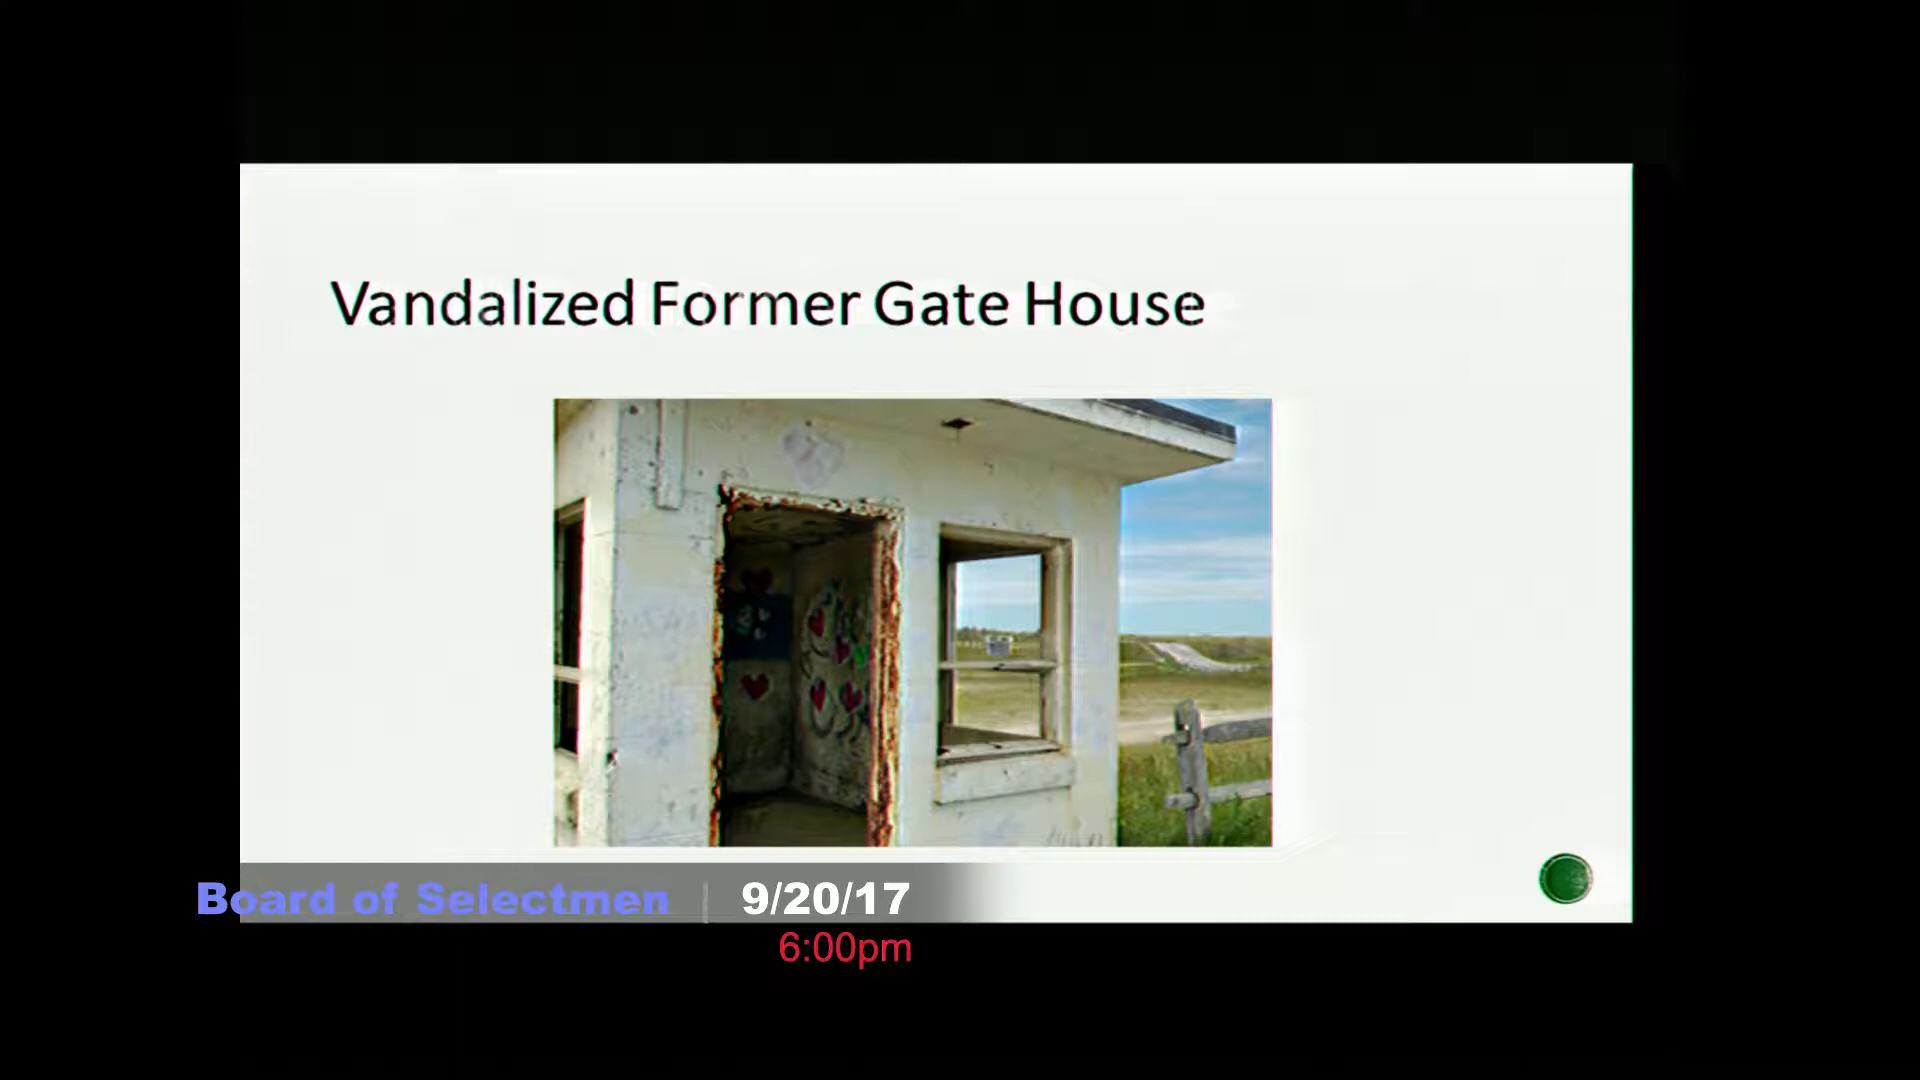 Vandalized Former Gate House
Board of Selectmen | 9/20/17
6:00pm